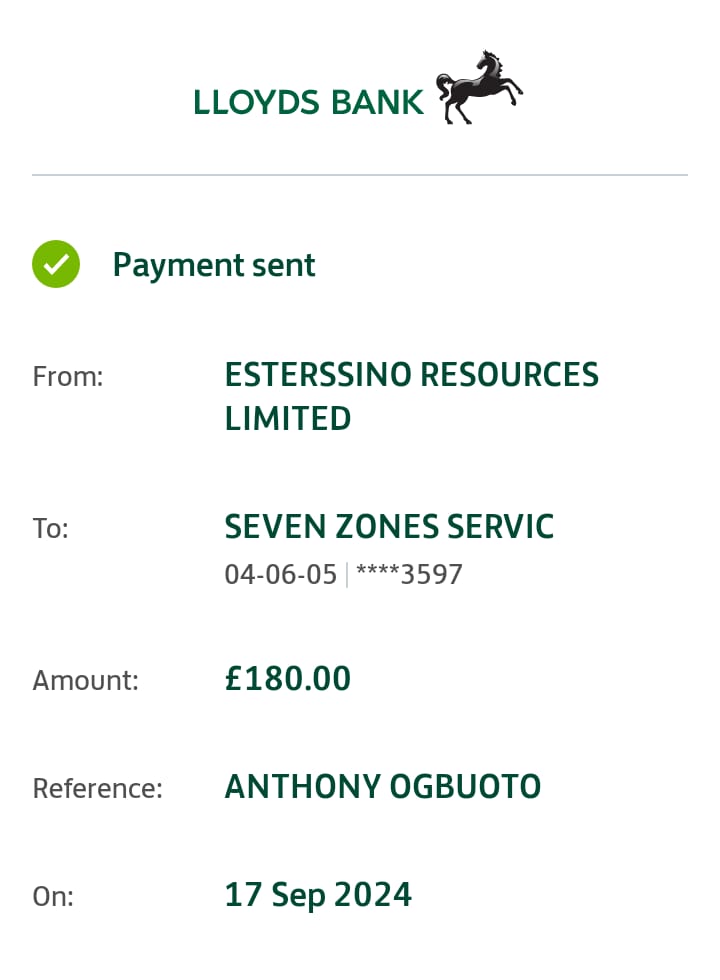 LLOYDS BANK
Payment sent
From: ESTERSSINO RESOURCES
LIMITED
To: SEVEN ZONES SERVIC
04-06-05 | ****3597
Amount: £180.00
Reference: ANTHONY OGBUOTO
On: 17 Sep 2024